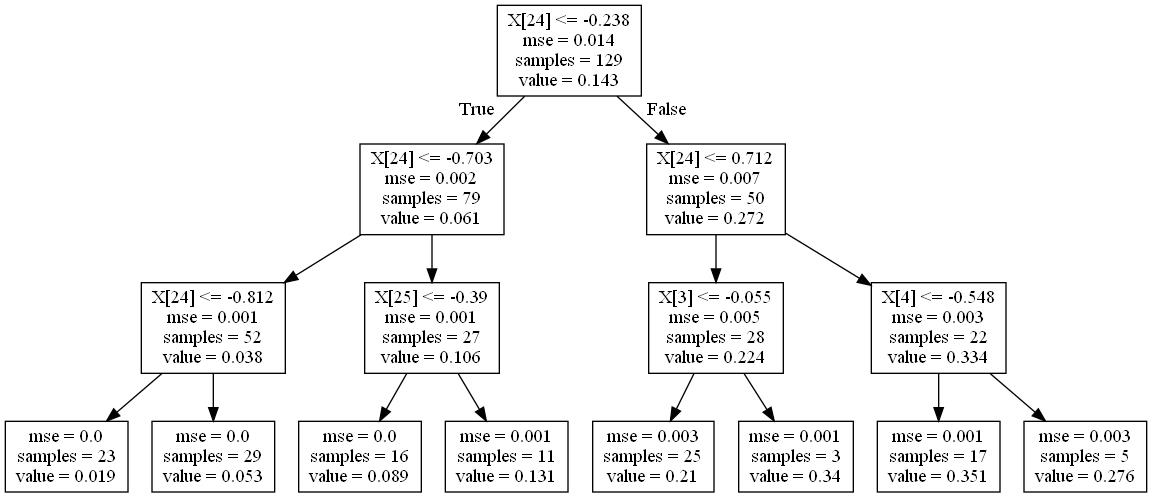 X[24] <= -0.238
mse = 0.014
samples = 129
value = 0.143
True
False
X[24] <= -0.703
mse = 0.002
samples = 79
value = 0.061
X[24] <= 0.712
mse = 0.007
samples = 50
value = 0.272
X[24] <= -0.812
mse = 0.001
samples = 52
value = 0.038
X[25] <= -0.39
mse = 0.001
samples = 27
value = 0.106
X[3] <= -0.055
mse = 0.005
samples = 28
value = 0.224
X[4] <= -0.548
mse = 0.003
samples = 22
value = 0.334
mse = 0.0
samples = 23
value = 0.019
mse = 0.0
samples = 29
value = 0.053
mse = 0.0
samples = 16
value = 0.089
mse = 0.001
samples = 11
value = 0.131
mse = 0.003
samples = 25
value = 0.21
mse = 0.001
samples = 3
value = 0.34
mse = 0.001
samples = 17
value = 0.351
mse = 0.003
samples = 5
value = 0.276